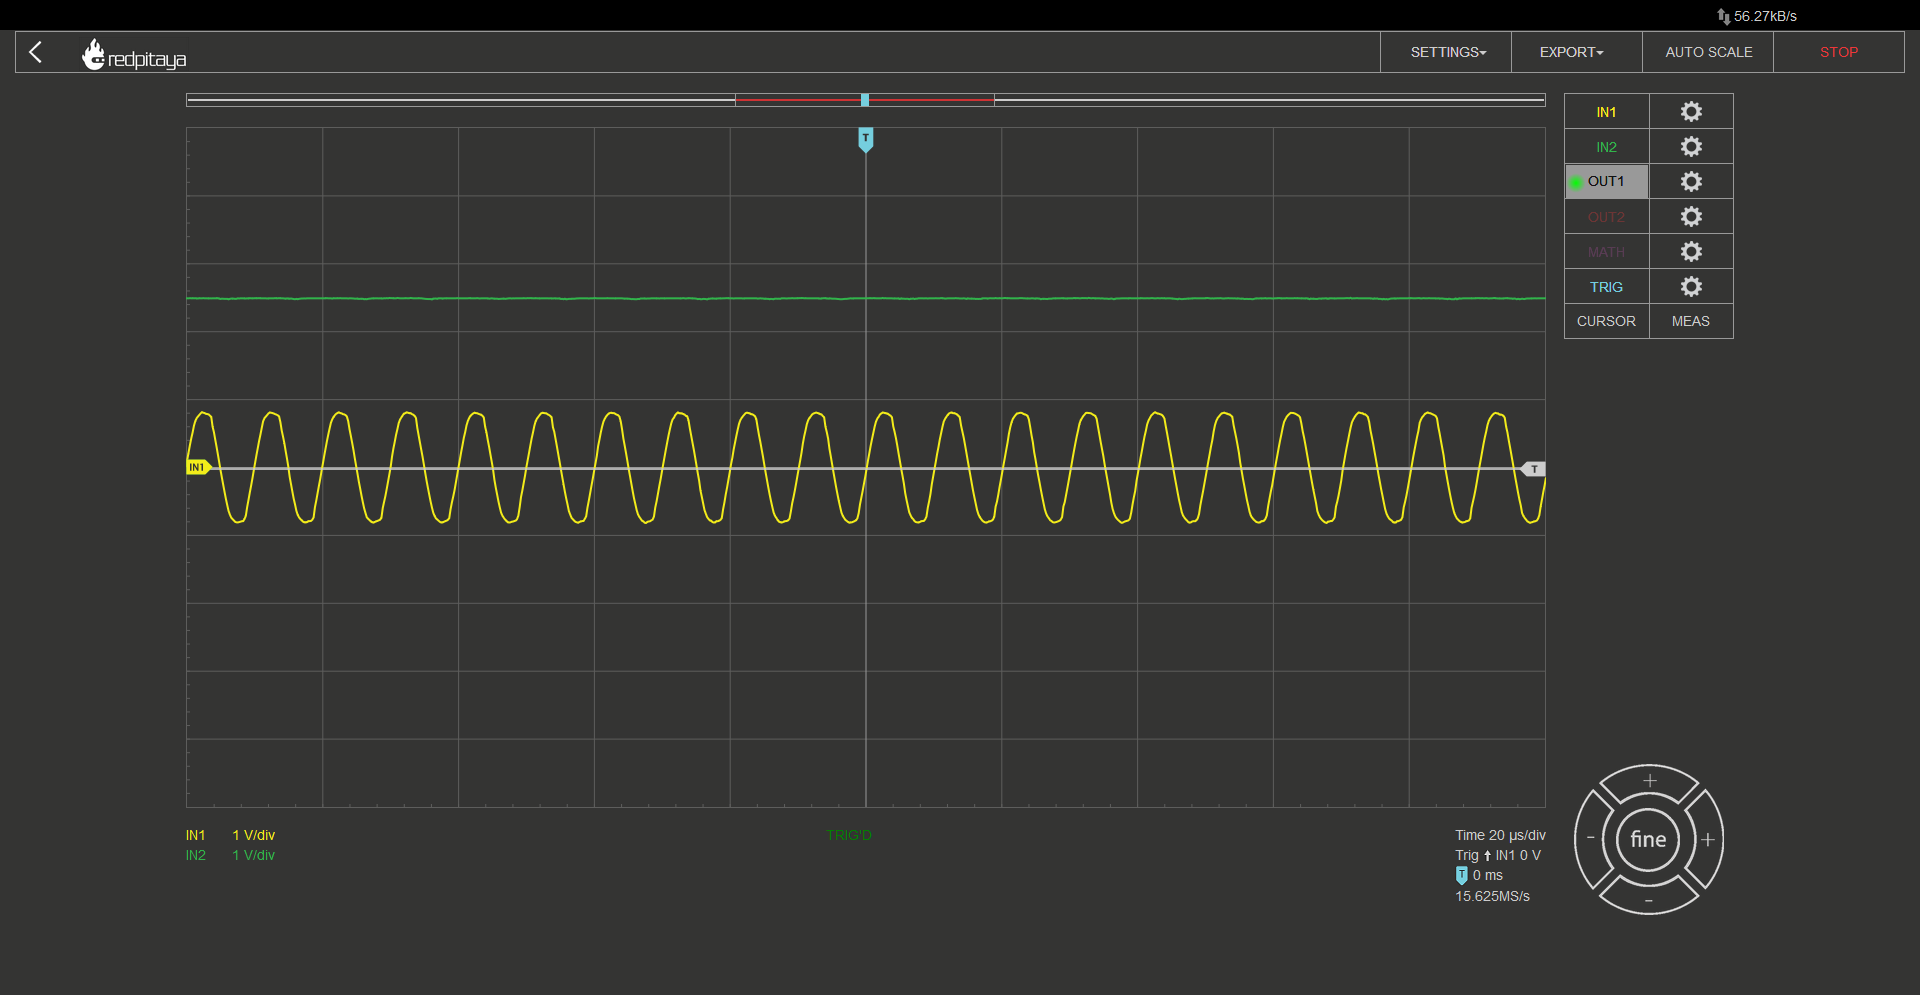 56.27kB/s
redpitaya
SETTINGS
EXPORT
AUTO SCALE
STOP
T
IN1
IN2
OUT1
OUT2
MATH
TRIG
CURSOR
MEAS
IN1
T
IN1 1 V/div
IN2 1 V/div
TRIG'D
Time 20 µs/div
Trig IN1 0 V
T 0 ms
15.625MS/s
+
- fine +
-